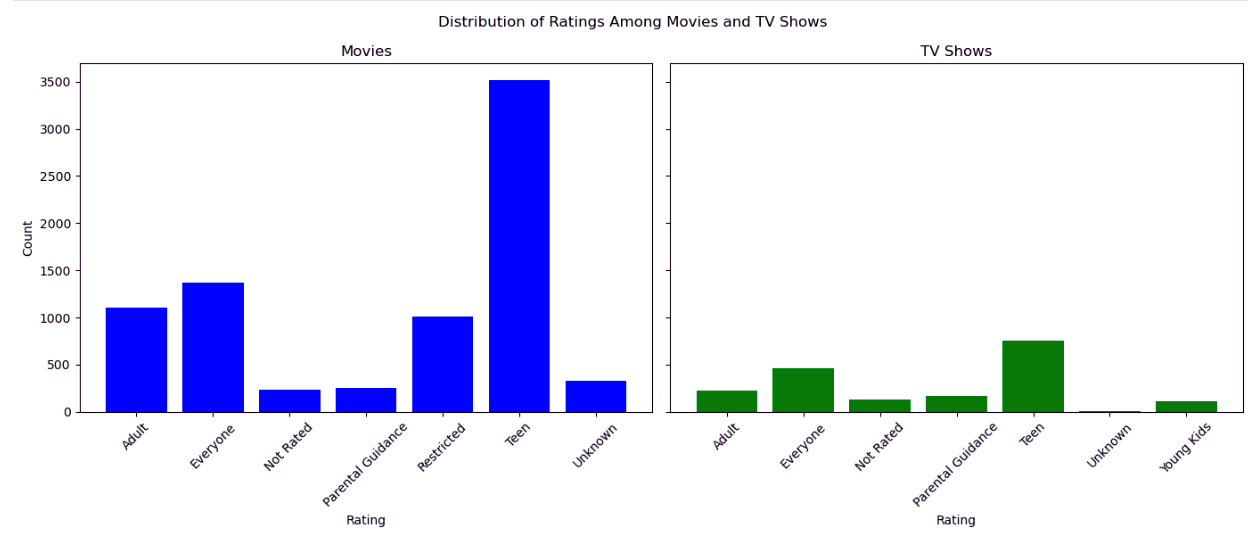 Distribution of Ratings Among Movies and TV Shows
Movies
TV Shows
3500
3000
2500
2000
1500
1000
500
0
Count
Adult
Everyone
Not Rated
Parental Guidance
Restricted
Teen
Unknown
Rating
Adult
Everyone
Not Rated
Parental Guidance
Teen
Unknown
Young Kids
Rating